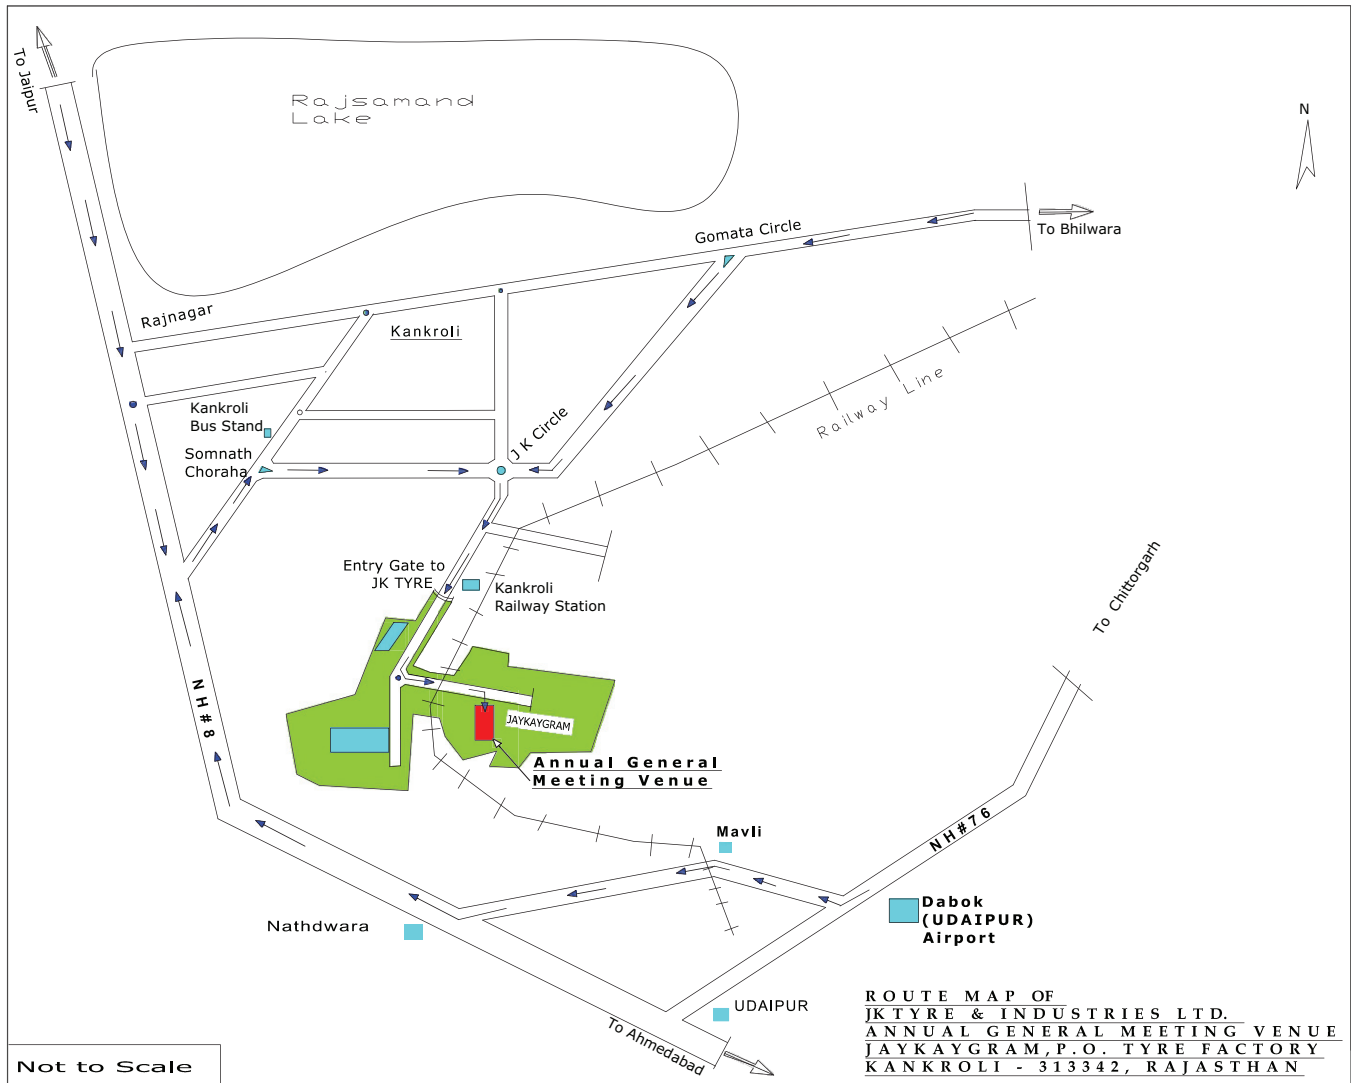 To Jaipur
Rajsamand
Lake
N
Gomata Circle
To Bhilwara
Rajnagar
Kankroli
Railway Line
Kankroli
Bus Stand
J K Circle
Somnath
Choraha
Entry Gate to
JK TYRE
Kankroli
Railway Station
To Chittorgarh
NH#8
JAYKAYGRAM
Annual General
Meeting Venue
Mavli
NH#76
Nathdwara
Dabok
(UDAIPUR)
Airport
UDAIPUR
To Ahmedabad
ROUTE MAP OF
JK TYRE & INDUSTRIES LTD.
ANNUAL GENERAL MEETING VENUE
JAYKAYGRAM, P.O. TYRE FACTORY
KANKROLI - 313342, RAJASTHAN
Not to Scale